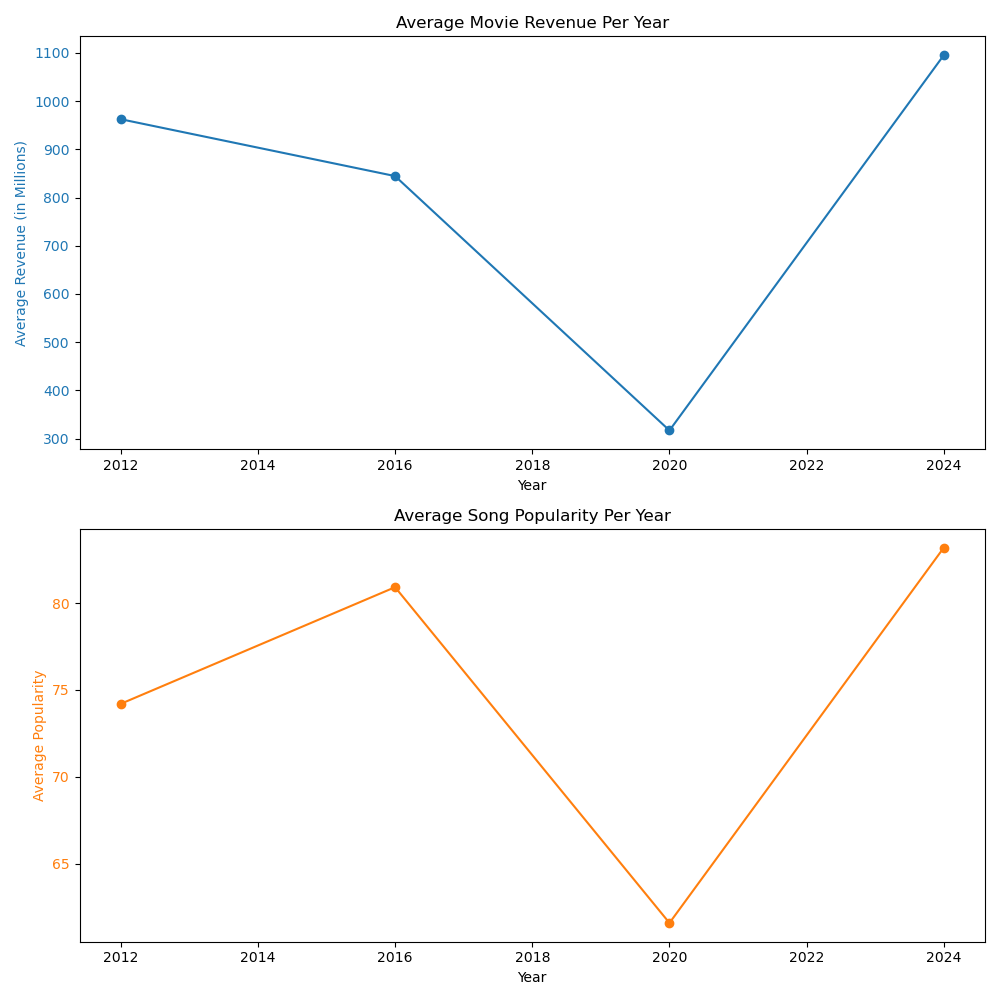 Average Movie Revenue Per Year
1100
1000
900
800
700
600
500
400
300
Average Revenue (in Millions)
2012 2014 2016 2018 2020 2022 2024
Year
Average Song Popularity Per Year
80
75
70
65
Average Popularity
2012 2014 2016 2018 2020 2022 2024
Year